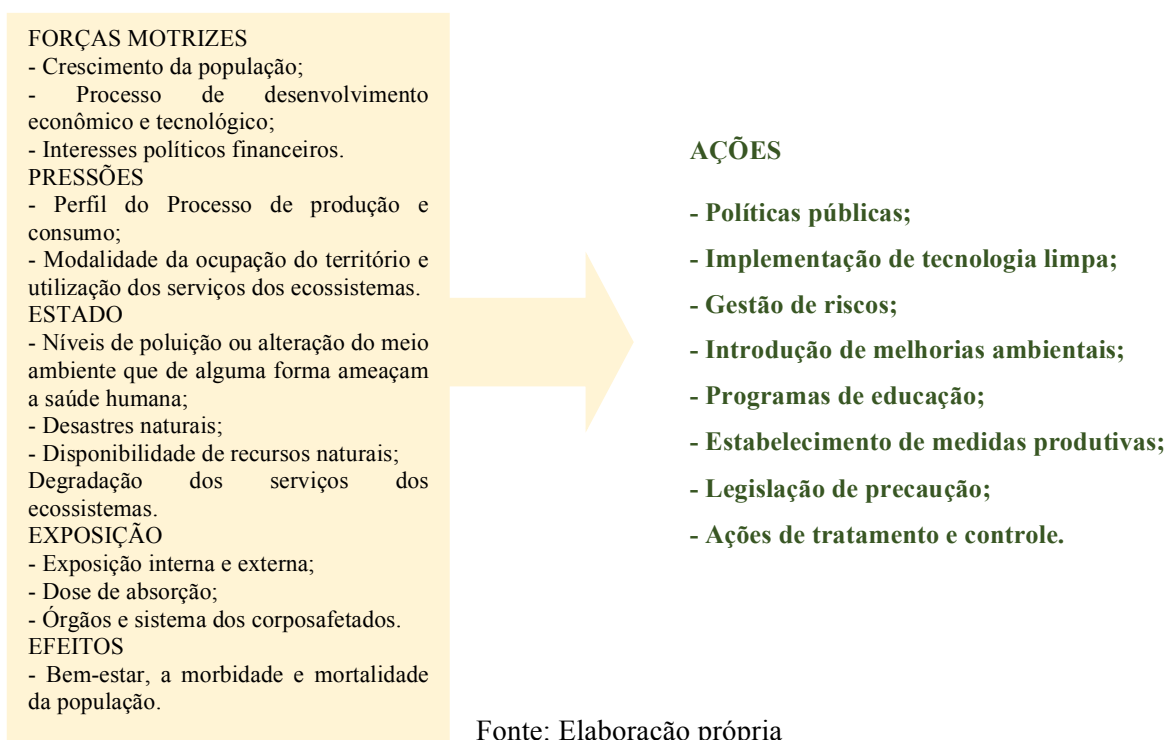 FORÇAS MOTRIZES
- Crescimento da população;
- Processo de desenvolvimento
econômico e tecnológico;
- Interesses políticos financeiros.
PRESSÕES
- Perfil do Processo de produção e
consumo;
- Modalidade da ocupação do território e
utilização dos serviços dos ecossistemas.
ESTADO
- Níveis de poluição ou alteração do meio
ambiente que de alguma forma ameaçam
a saúde humana;
- Desastres naturais;
- Disponibilidade de recursos naturais;
Degradação dos serviços dos
ecossistemas.
EXPOSIÇÃO
- Exposição interna e externa;
- Dose de absorção;
- Órgãos e sistema dos corposafetados.
EFEITOS
- Bem-estar, a morbidade e mortalidade
da população.
AÇÕES
- Políticas públicas;
- Implementação de tecnologia limpa;
- Gestão de riscos;
- Introdução de melhorias ambientais;
- Programas de educação;
- Estabelecimento de medidas produtivas;
- Legislação de precaução;
- Ações de tratamento e controle.
Fonte: Elaboração própria